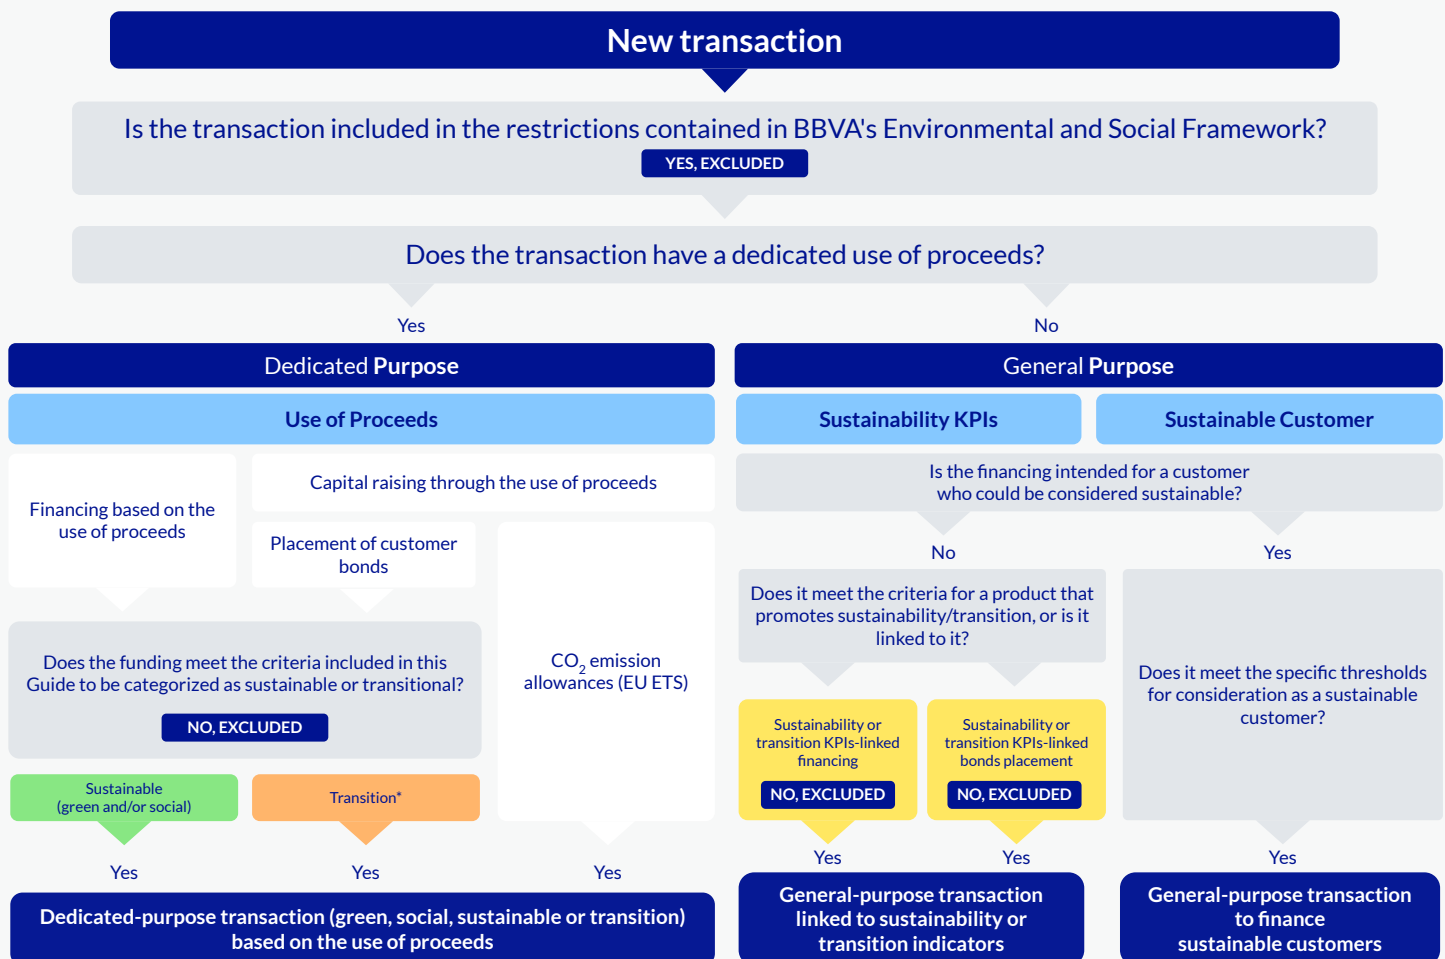 New transaction
Is the transaction included in the restrictions contained in BBVA's Environmental and Social Framework?
YES, EXCLUDED
Does the transaction have a dedicated use of proceeds?
Yes
No
Dedicated Purpose
General Purpose
Use of Proceeds
Sustainability KPIs
Sustainable Customer
Financing based on the
use of proceeds
Capital raising through the use of proceeds
Placement of customer
bonds
Is the financing intended for a customer
who could be considered sustainable?
No
Yes
Does the funding meet the criteria included in this
Guide to be categorized as sustainable or transitional?
NO, EXCLUDED
CO2 emission
allowances (EU ETS)
Does it meet the criteria for a product that
promotes sustainability/transition, or is it
linked to it?
Does it meet the specific thresholds
for consideration as a sustainable
customer?
Sustainable
(green and/or social)
Transition*
Sustainability or
transition KPIs-linked
financing
NO, EXCLUDED
Sustainability or
transition KPIs-linked
bonds placement
NO, EXCLUDED
Yes
Yes
Yes
Yes
Yes
Yes
Dedicated-purpose transaction (green, social, sustainable or transition)
based on the use of proceeds
General-purpose transaction
linked to sustainability or
transition indicators
General-purpose transaction
to finance
sustainable customers